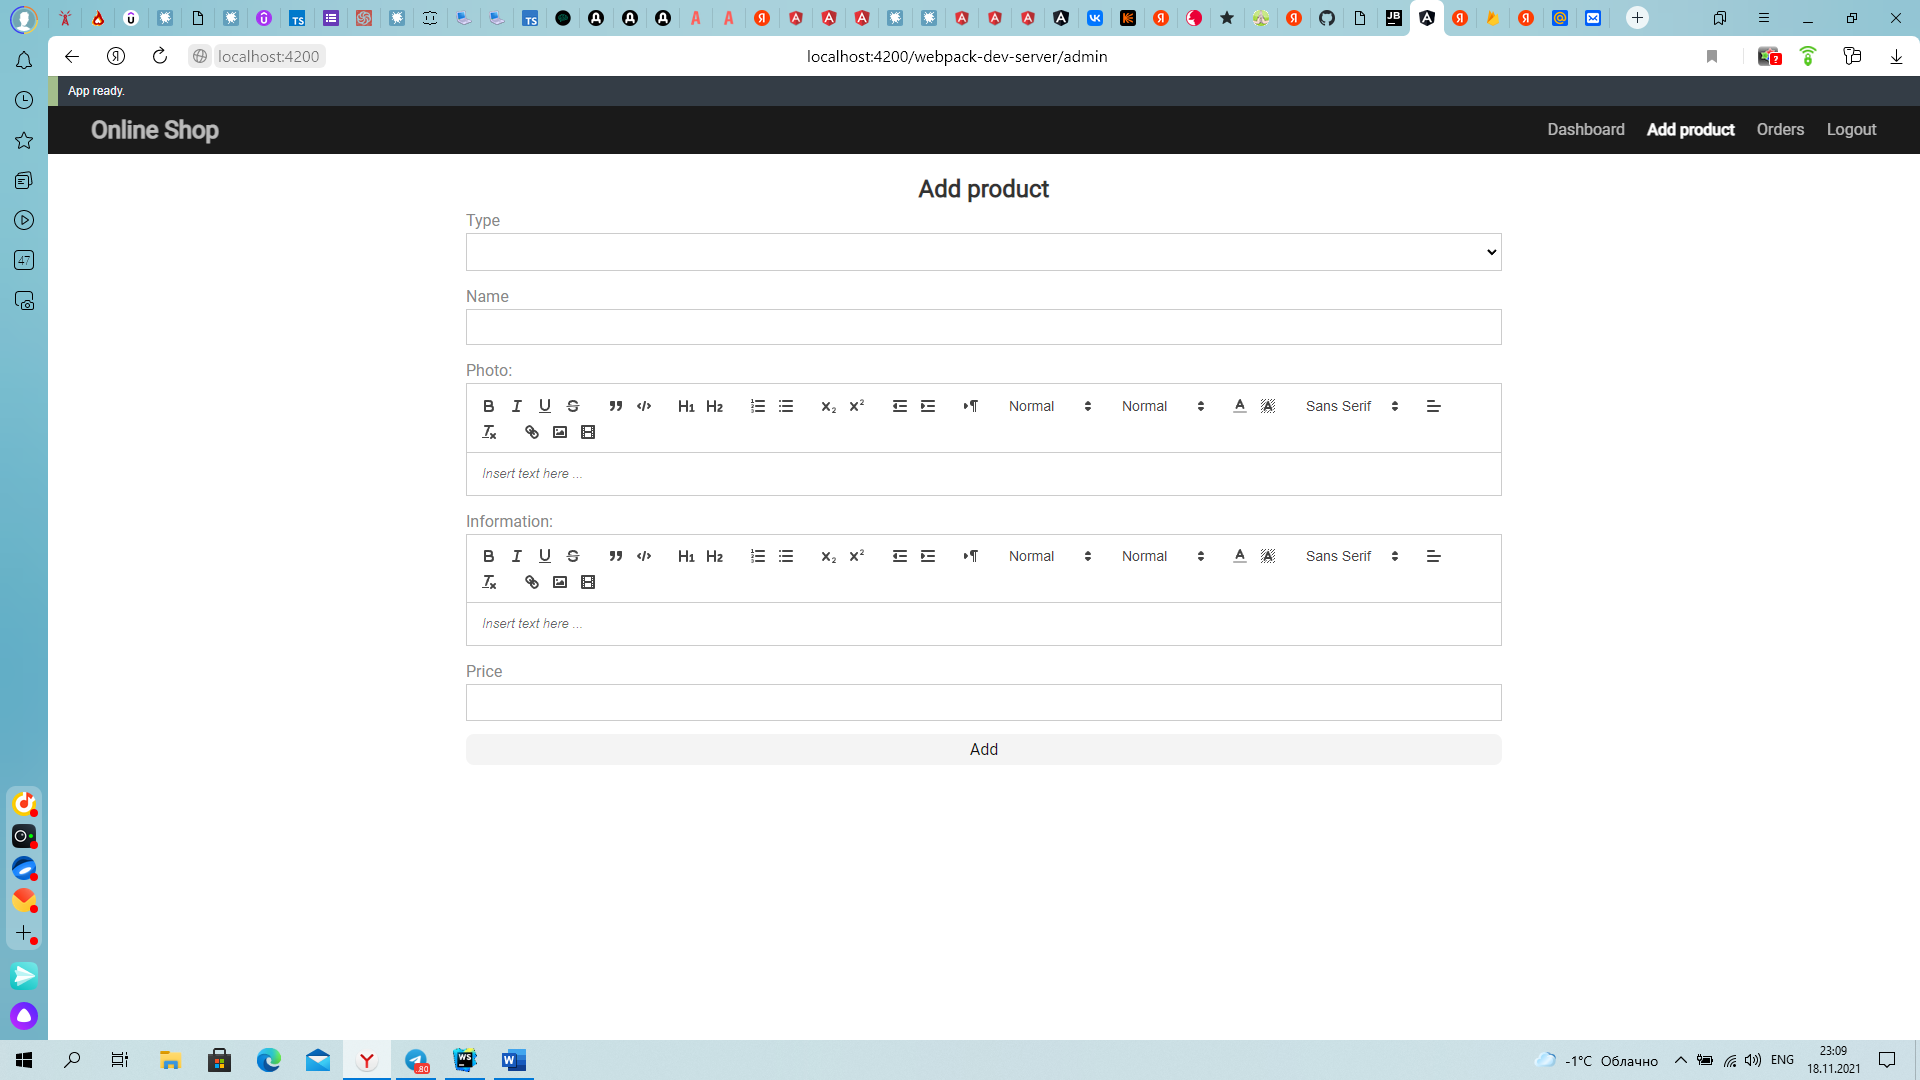 localhost:4200
localhost:4200/webpack-dev-server/admin
App ready.
Online Shop
Dashboard
Add product
Orders
Logout
47
Add product
Type
Name
Photo:
Normal
Normal
Sans Serif
Insert text here ...
Information:
Normal
Normal
Sans Serif
Insert text here ...
Price
Add
-1°C Облачно
ENG
23:09
18.11.2021